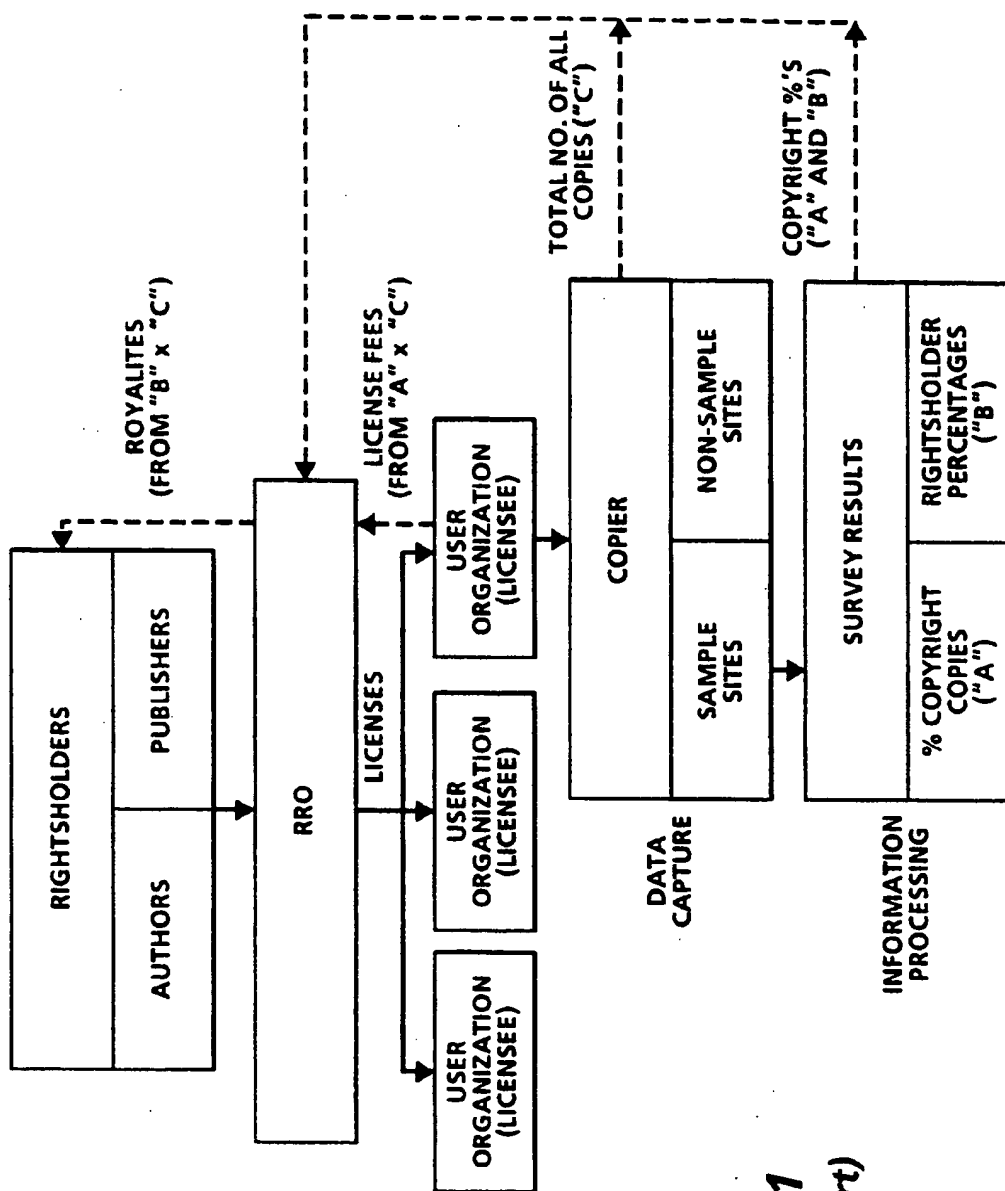 RIGHTSHOLDERS
AUTHORS
PUBLISHERS
ROYALITES
(FROM "B" x "C")
RRO
LICENSES
LICENSE FEES
(FROM "A" x "C")
USER
ORGANIZATION
(LICENSEE)
USER
ORGANIZATION
(LICENSEE)
USER
ORGANIZATION
(LICENSEE)
DATA
CAPTURE
COPIER
SAMPLE
SITES
NON-SAMPLE
SITES
TOTAL NO. OF ALL
COPIES ("C")
INFORMATION
PROCESSING
SURVEY RESULTS
% COPYRIGHT
COPIES
("A")
RIGHTSHOLDER
PERCENTAGES
("B")
COPYRIGHT %'S
("A" AND "B")
1